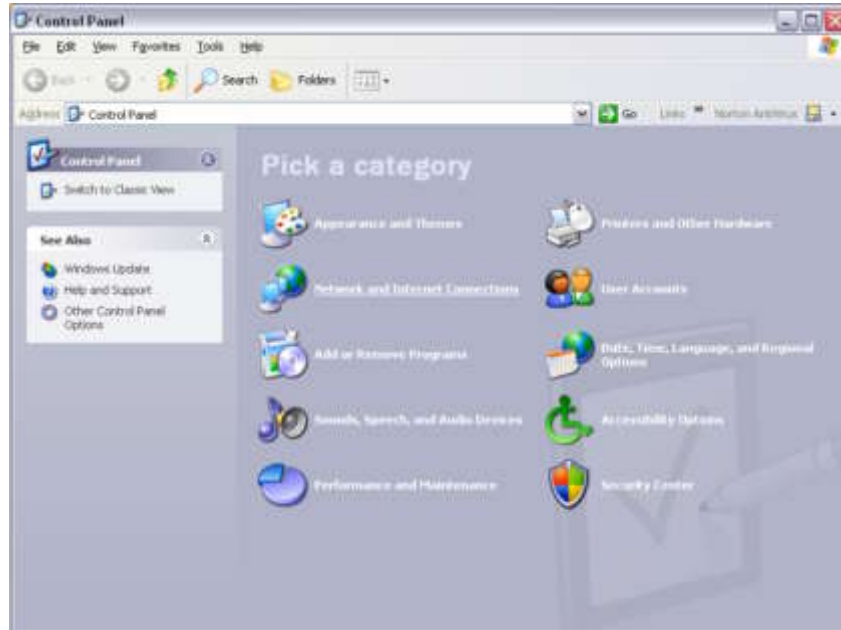 Control Panel
File Edit View Favorites Tools Help
Back Search Folders
Address Control Panel Go Links Norton AntiVirus
Control Panel
Switch to Classic View
See Also
Windows Update
Help and Support
Other Control Panel
Options
Pick a category
Appearance and Themes
Printers and Other Hardware
Network and Internet Connections
User Accounts
Add or Remove Programs
Date, Time, Language, and Regional
Options
Sounds, Speech, and Audio Devices
Accessibility Options
Performance and Maintenance
Security Center